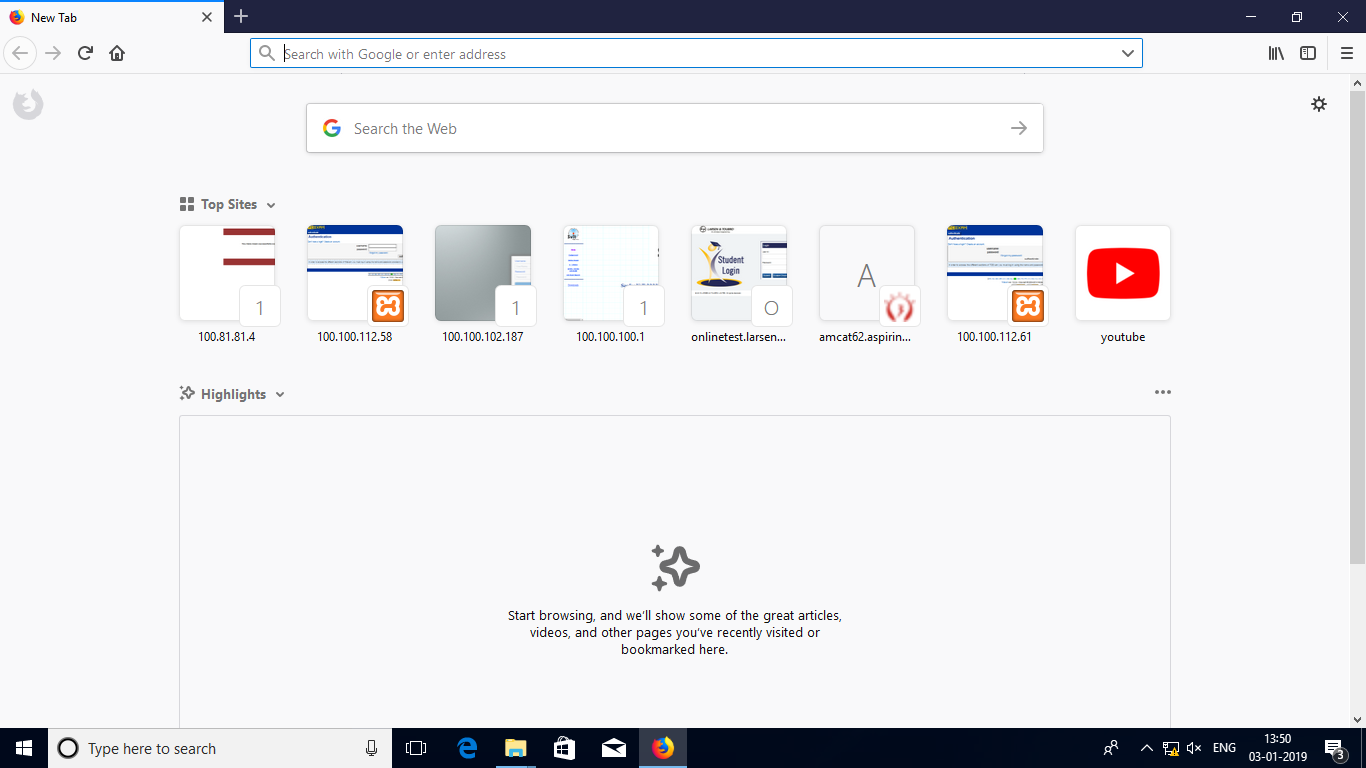 New Tab
Search with Google or enter address
Search the Web
Top Sites
1
1
1
O
A
Student
Login
100.81.81.4
100.100.112.58
100.100.102.187
100.100.100.1
onlinetest.larsen...
amcat62.aspirin...
100.100.112.61
youtube
Highlights
Start browsing, and we'll show some of the great articles,
videos, and other pages you've recently visited or
bookmarked here.
Type here to search
ENG
13:50
03-01-2019
3